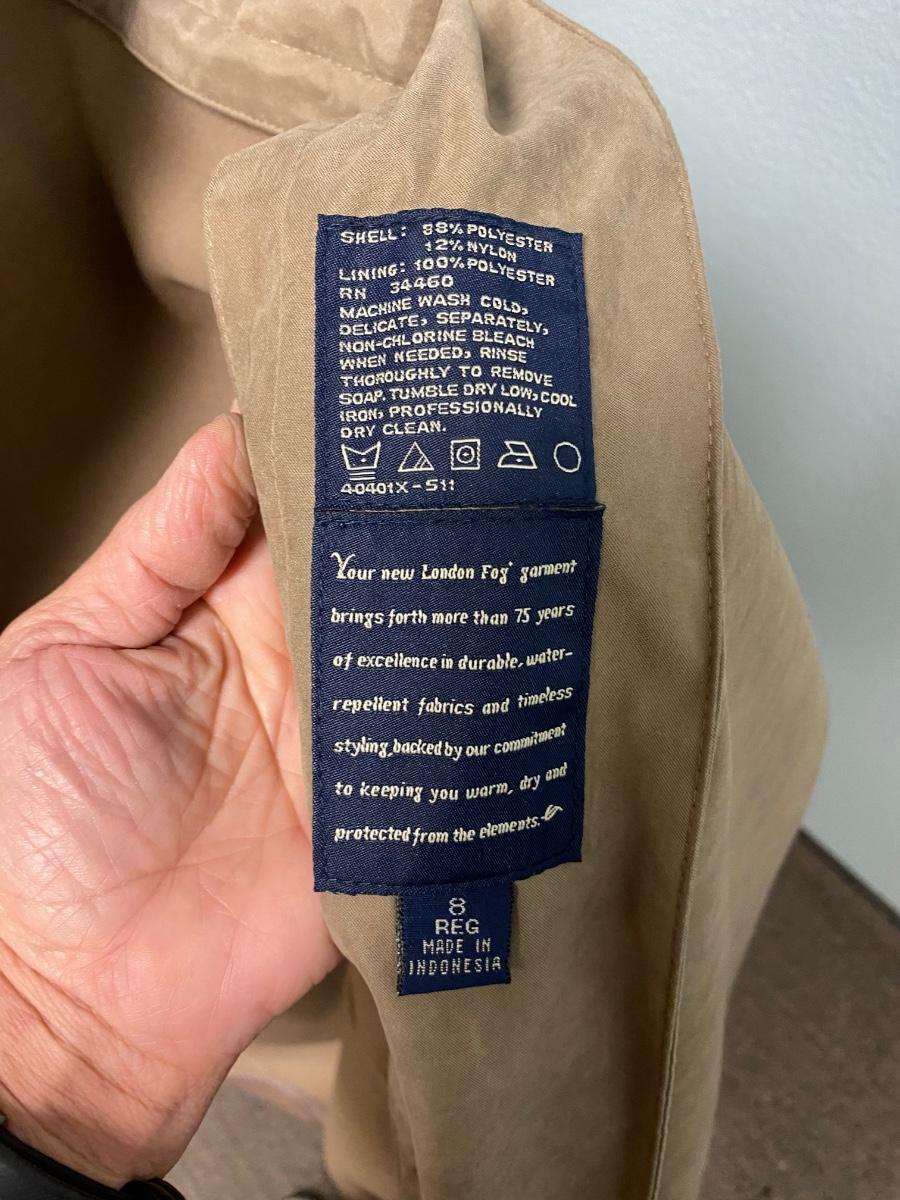 SHELL: 88% POLYESTER
12% NYLON
LINING: 100% POLYESTER
RN 34460
MACHINE WASH COLD,
DELICATE, SEPARATELY,
NON-CHLORINE BLEACH
WHEN NEEDED, RINSE
THOROUGHLY TO REMOVE
SOAP. TUMBLE DRY LOW, COOL
IRON, PROFESSIONALLY
DRY CLEAN.
40401X-511
Your new London Fog® garment
brings forth more than 75 years
of excellence in durable, water-
repellent fabrics and timeless
styling, backed by our commitment
to keeping you warm, dry and
protected from the elements.
8
REG
MADE IN
INDONESIA